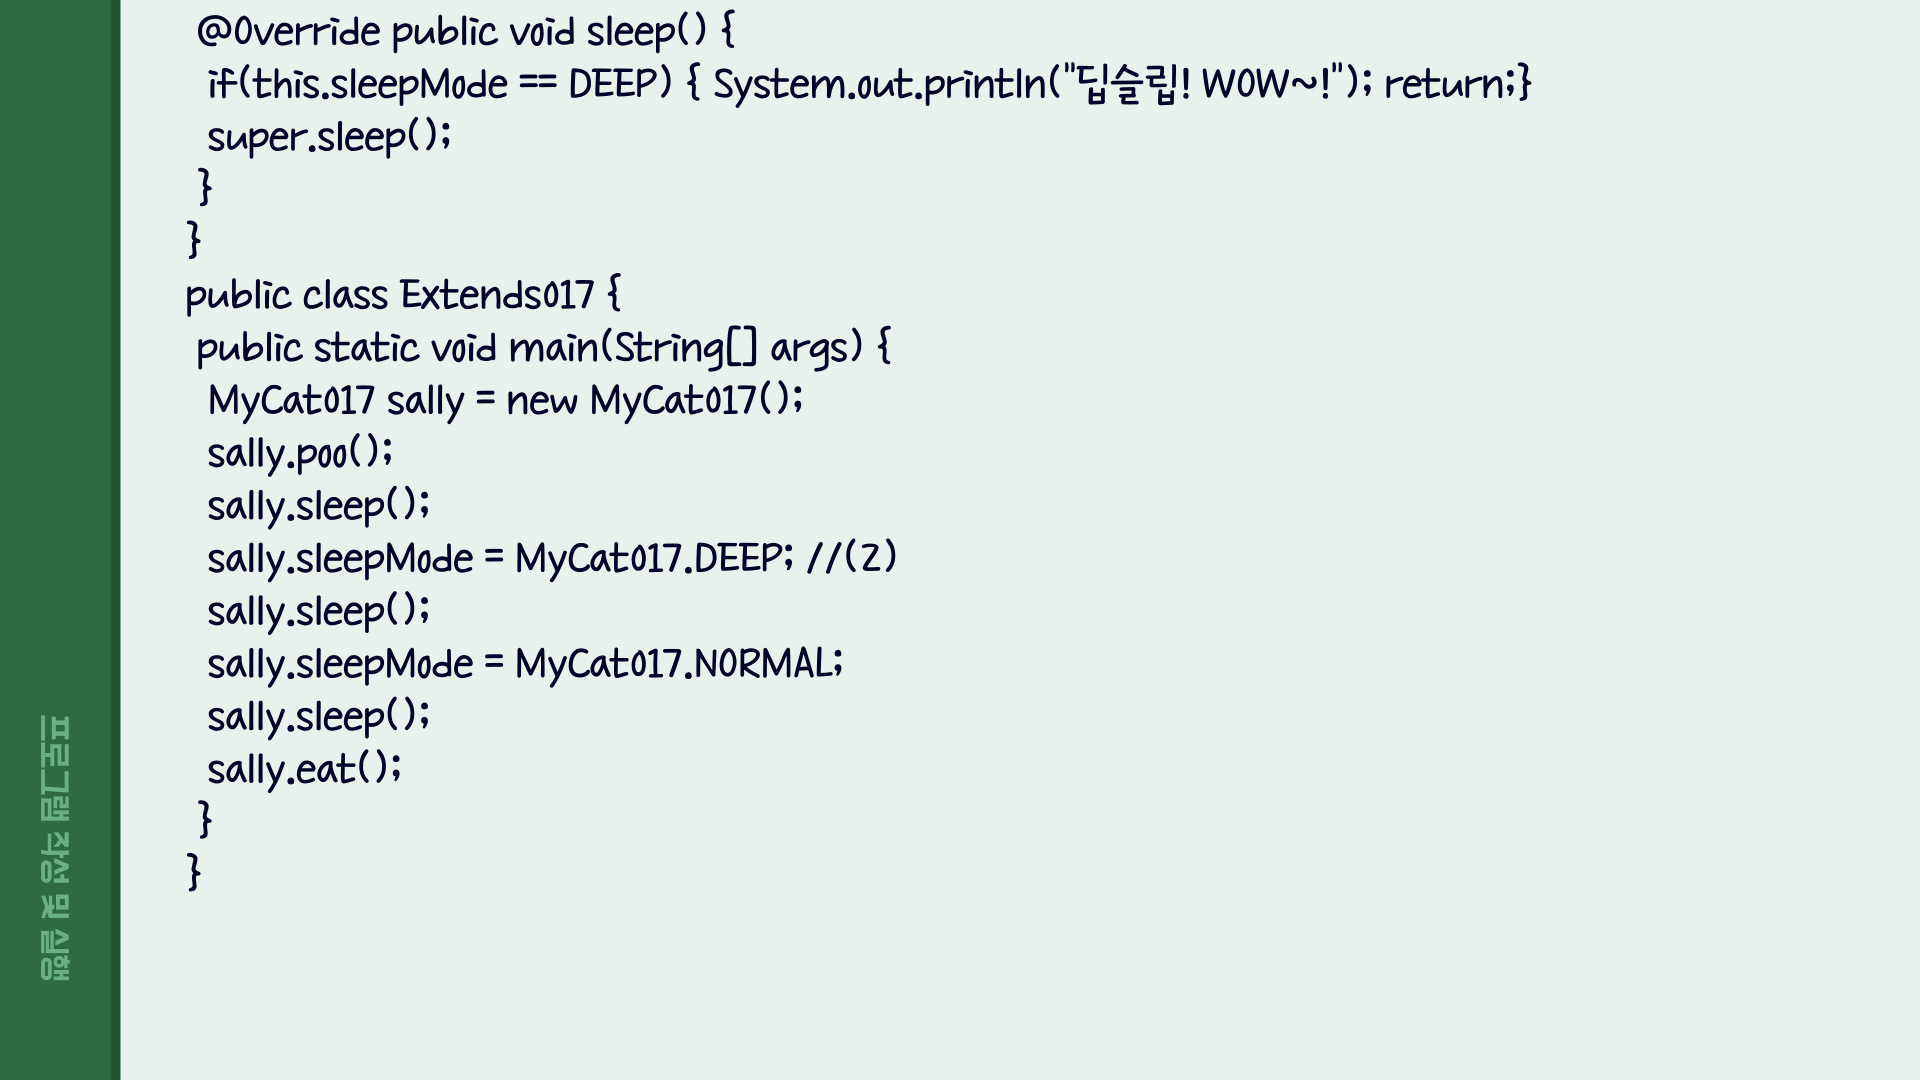 @Override public void sleep() {
if(this.sleepMode == DEEP) { System.out.println("딥슬립! WOW~!"); return;}
super.sleep();
}
}
public class Extends017 {
public static void main(String[] args) {
MyCat017 sally = new MyCat017();
sally.poo();
sally.sleep();
sally.sleepMode = MyCat017.DEEP; //(2)
sally.sleep();
sally.sleepMode = MyCat017.NORMAL;
sally.sleep();
sally.eat();
}
}
프로그램 작성 및 실행